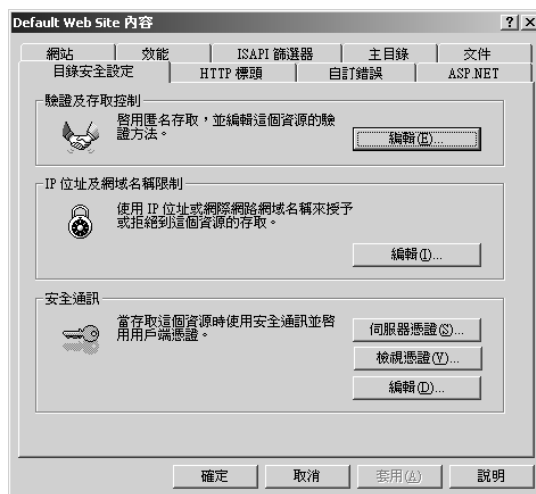 Default Web Site 內容
網站 效能 ISAPI 篩選器 主目錄 文件
目錄安全設定 HTTP 標頭 自訂錯誤 ASP.NET
驗證及存取控制
啓用匿名存取，並編輯這個資源的驗
證方法。
編輯(E)...
IP 位址及網域名稱限制
使用 IP 位址或網際網路網域名稱來授予
或拒絕到這個資源的存取。
編輯(I)...
安全通訊
當存取這個資源時使用安全通訊並啓
用用戶端憑證。
伺服器憑證(S)...
檢視憑證(V)...
編輯(D)...
確定 取消 套用(A) 說明